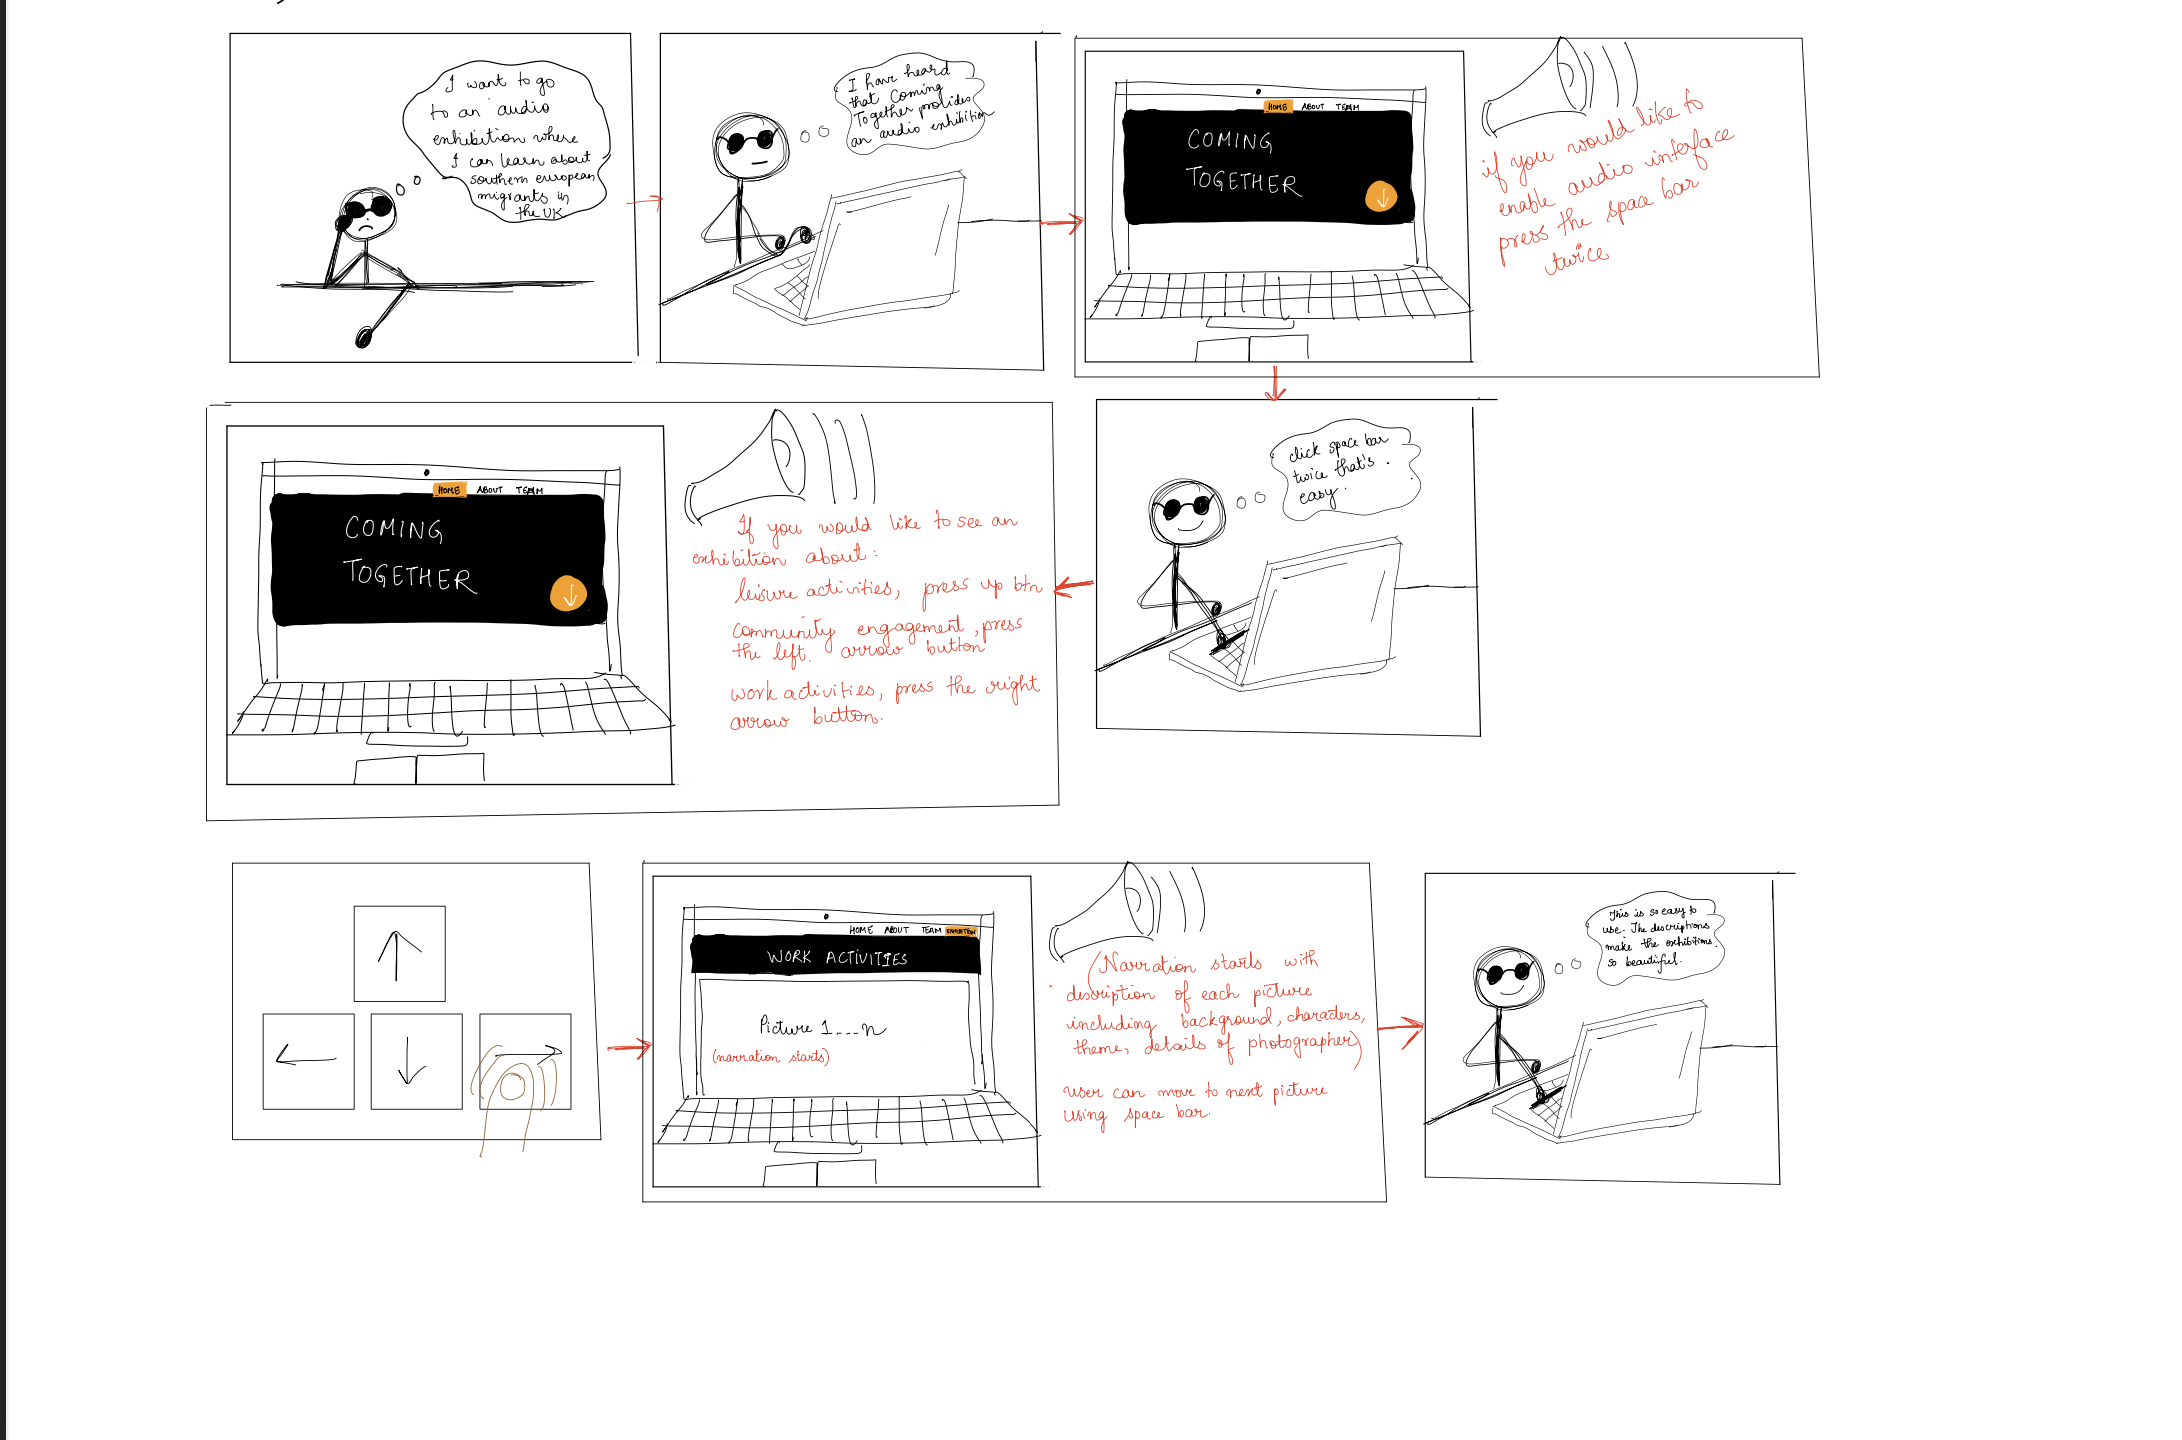 I want to go
to an audio
exhibition where
I can learn about
southern european
migrants in
the UK
I have heard
that Coming
Together provides
an audio exhibition
HOME ABOUT TEAM
COMING
TOGETHER
if you would like to
enable audio interface
press the space bar
twice
click space bar
twice that's
easy.
HOME ABOUT TEAM
COMING
TOGETHER
If you would like to see an
exhibition about:
leisure activities, press up btn
community engagement, press
the left arrow button
work activities, press the right
arrow button.
HOME ABOUT TEAM EXHIBITION
WORK ACTIVITIES
Picture 1---n
(narration starts)
(Narration starts with
description of each picture
including background, characters,
theme, details of photographer)
user can move to next picture
using space bar.
This is so easy to
use. The descriptions
make the exhibitions
so beautiful.